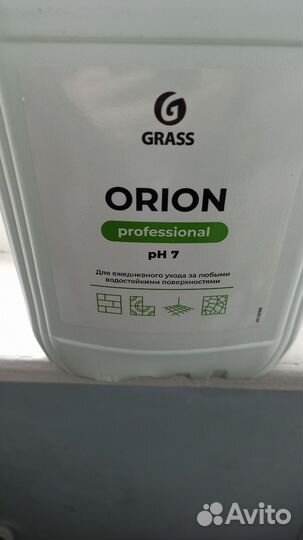 GRASS
ORION
professional
pH 7
Для ежедневного ухода за любыми
водостойкими поверхностями
Avito